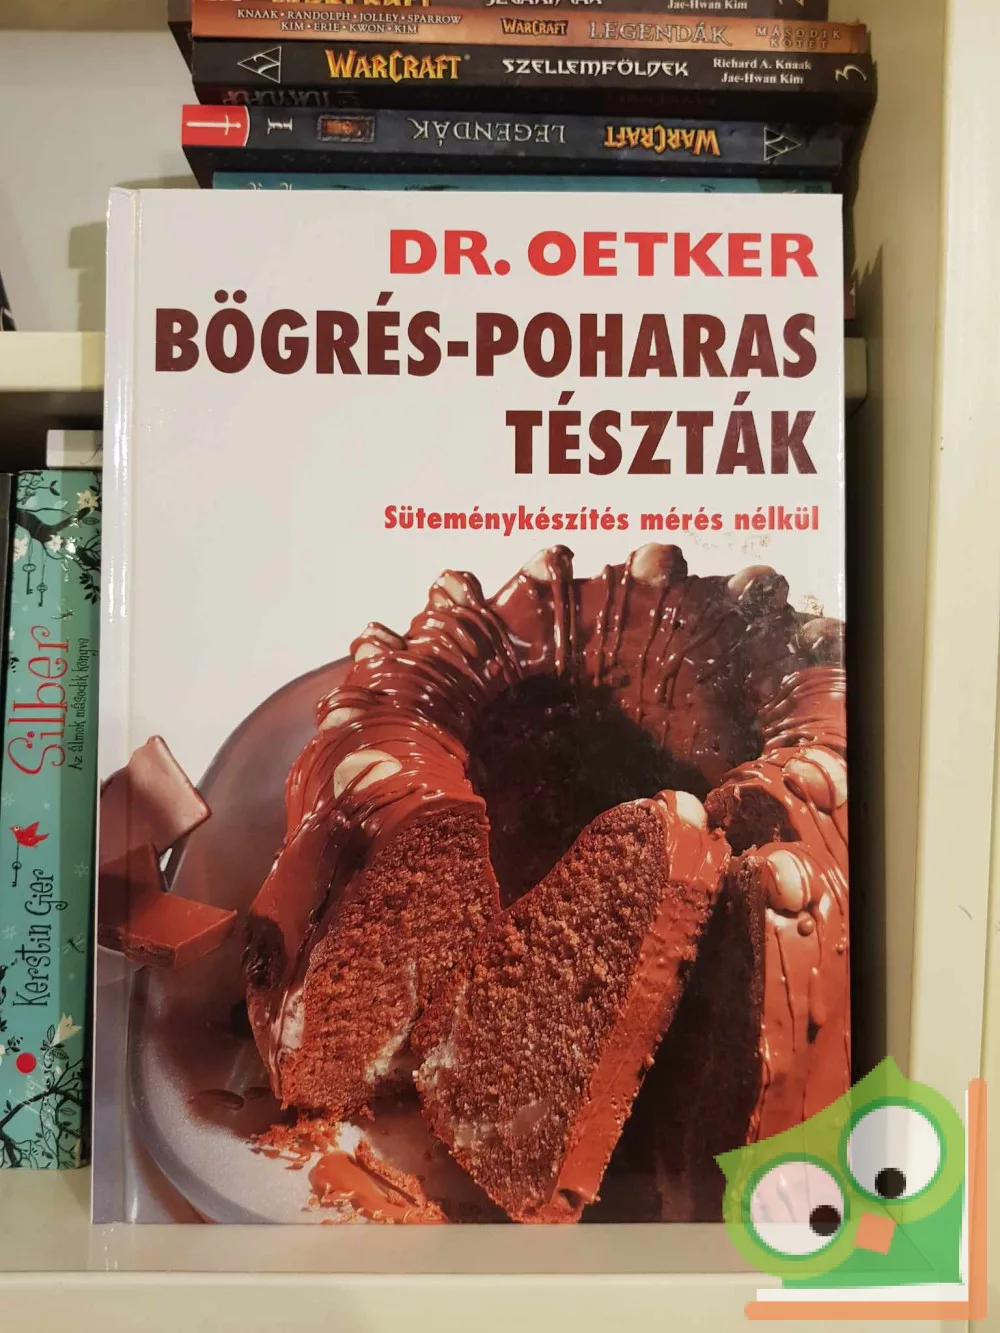 KNAAK • RANDOLPH • JOLLEY • SPARROW
KIM • ERIE • KWON • KIM
WARCRAFT
LEGENDÁK
MÁSODIK
KÖTET
Jae-Hwan Kim
WARCRAFT
SZELLEMFÖLDEK
Richard A. Knaak
Jae-Hwan Kim
3
WARCRAFT
LEGENDÁK
1
DR. OETKER
BÖGRÉS-POHARAS
TÉSZTÁK
Süteménykészítés mérés nélkül
Kerstin Gier
Silber
Az álmok második könyve